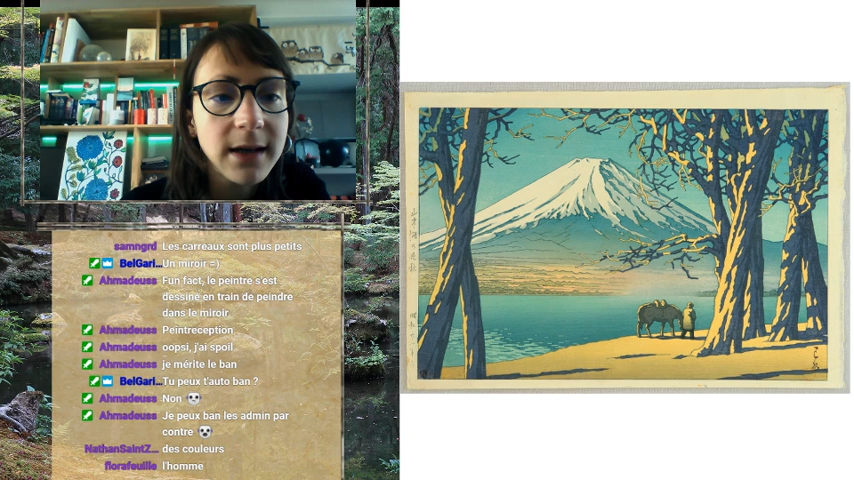 samngrd Les carreaux sont plus petits
BelGari... Un miroir =)
Ahmadeuss Fun fact, le peintre s'est
dessiné en train de peindre
dans le miroir
Ahmadeuss Peintreception
Ahmadeuss oopsi, j'ai spoil
Ahmadeuss je mérite le ban
BelGari... Tu peux t'auto ban ?
Ahmadeuss Non
Ahmadeuss Je peux ban les admin par
contre
NathanSaintZ... des couleurs
florafeuille l'homme